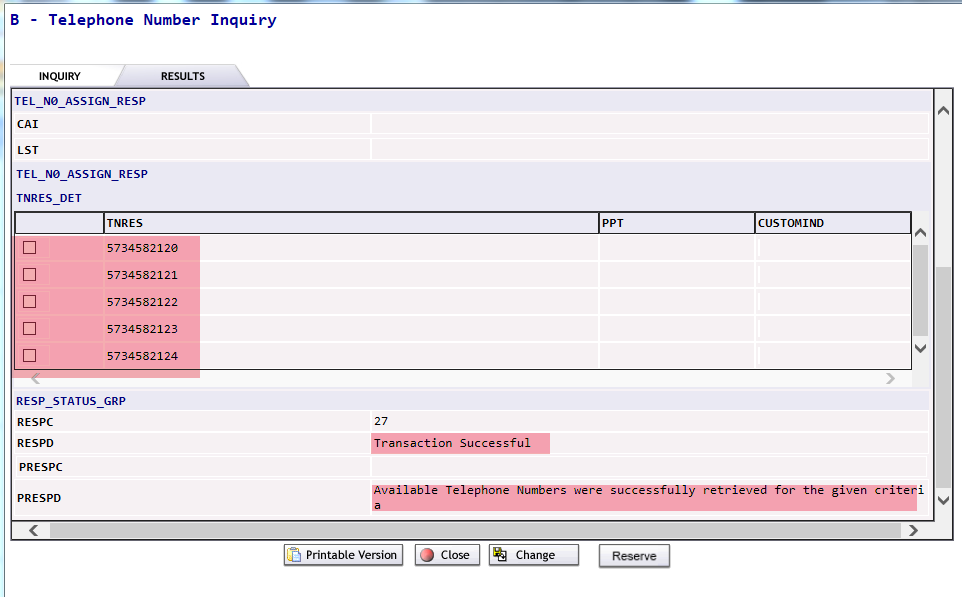 B - Telephone Number Inquiry
INQUIRY RESULTS
TEL_NO_ASSIGN_RESP
CAI
LST
TEL_NO_ASSIGN_RESP
TNRES_DET
TNRES PPT CUSTOMIND
5734582120
5734582121
5734582122
5734582123
5734582124
RESP_STATUS_GRP
RESPC 27
RESPD Transaction Successful
PRESPC
PRESPD Available Telephone Numbers were successfully retrieved for the given criteri
a
Printable Version Close Change Reserve